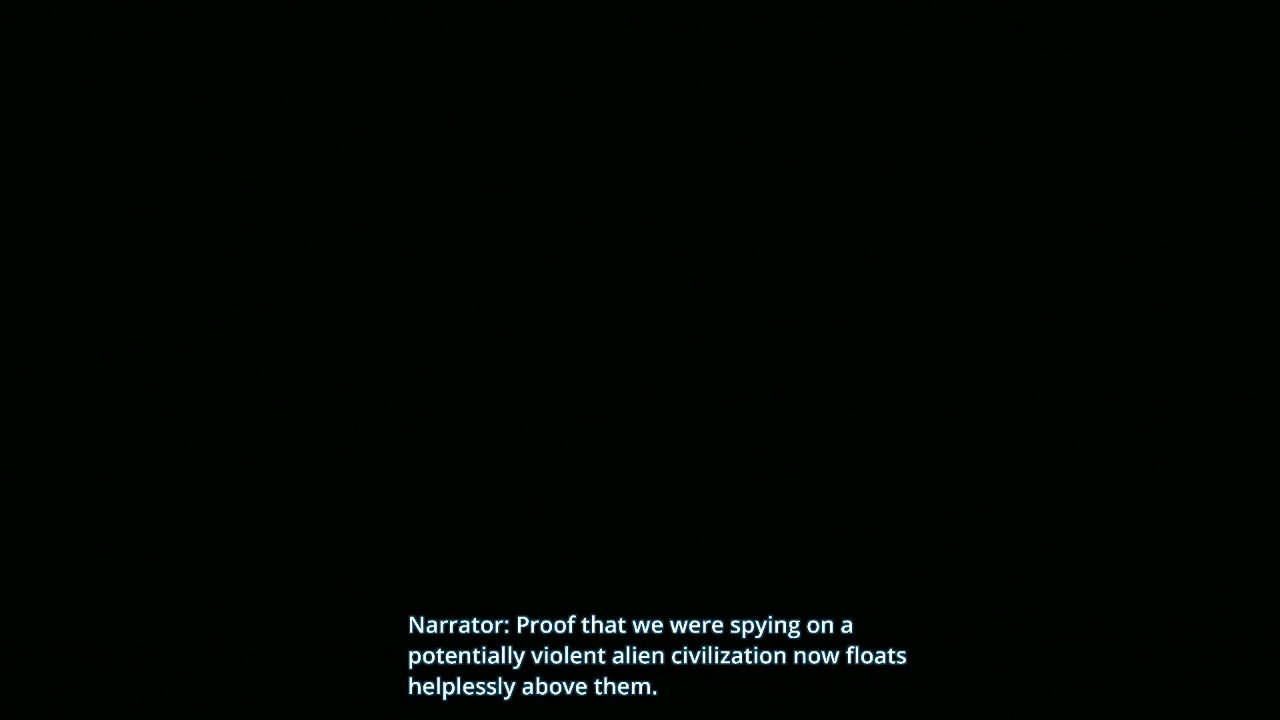 Narrator: Proof that we were spying on a
potentially violent alien civilization now floats
helplessly above them.